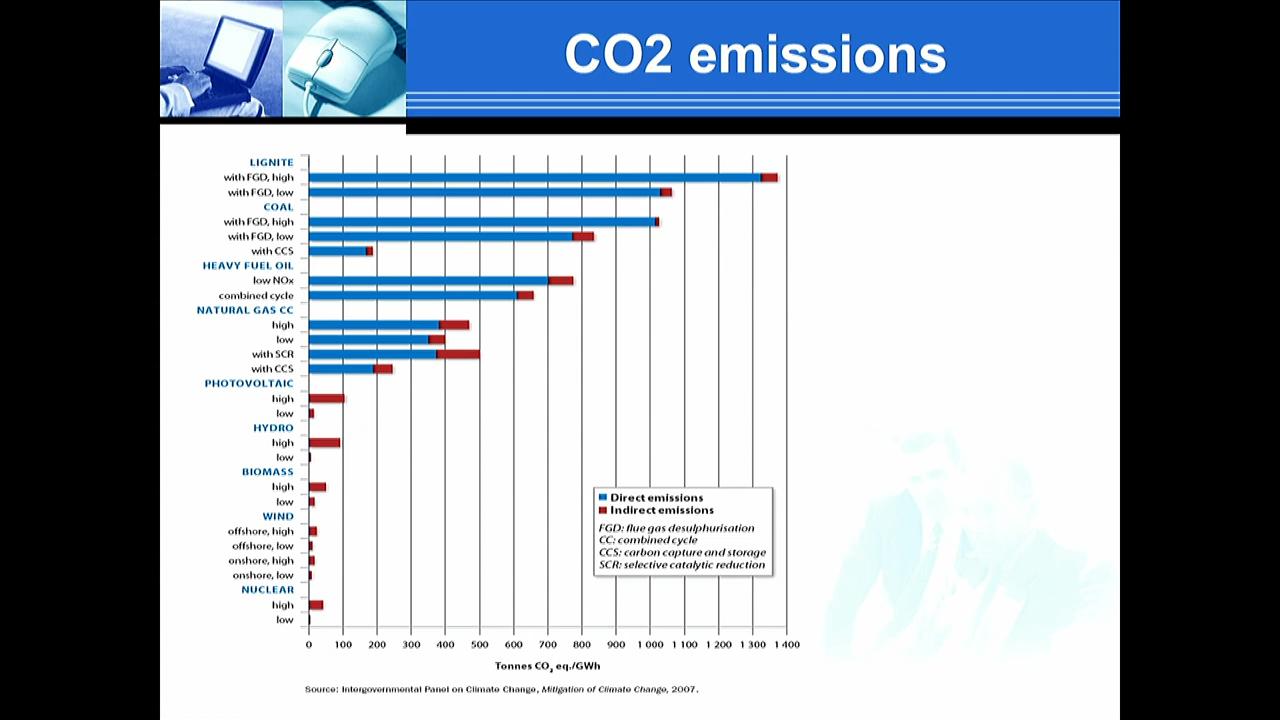 CO2 emissions
LIGNITE
with FGD, high
with FGD, low
COAL
with FGD, high
with FGD, low
with CCS
HEAVY FUEL OIL
low NOx
combined cycle
NATURAL GAS CC
high
low
with SCR
with CCS
PHOTOVOLTAIC
high
low
HYDRO
high
low
BIOMASS
high
low
WIND
offshore, high
offshore, low
onshore, high
onshore, low
NUCLEAR
high
low
Direct emissions
Indirect emissions
FGD: flue gas desulphurisation
CC: combined cycle
CCS: carbon capture and storage
SCR: selective catalytic reduction
0 100 200 300 400 500 600 700 800 900 1 000 1 100 1 200 1 300 1 400
Tonnes CO₂ eq./GWh
Source: Intergovernmental Panel on Climate Change, Mitigation of Climate Change, 2007.